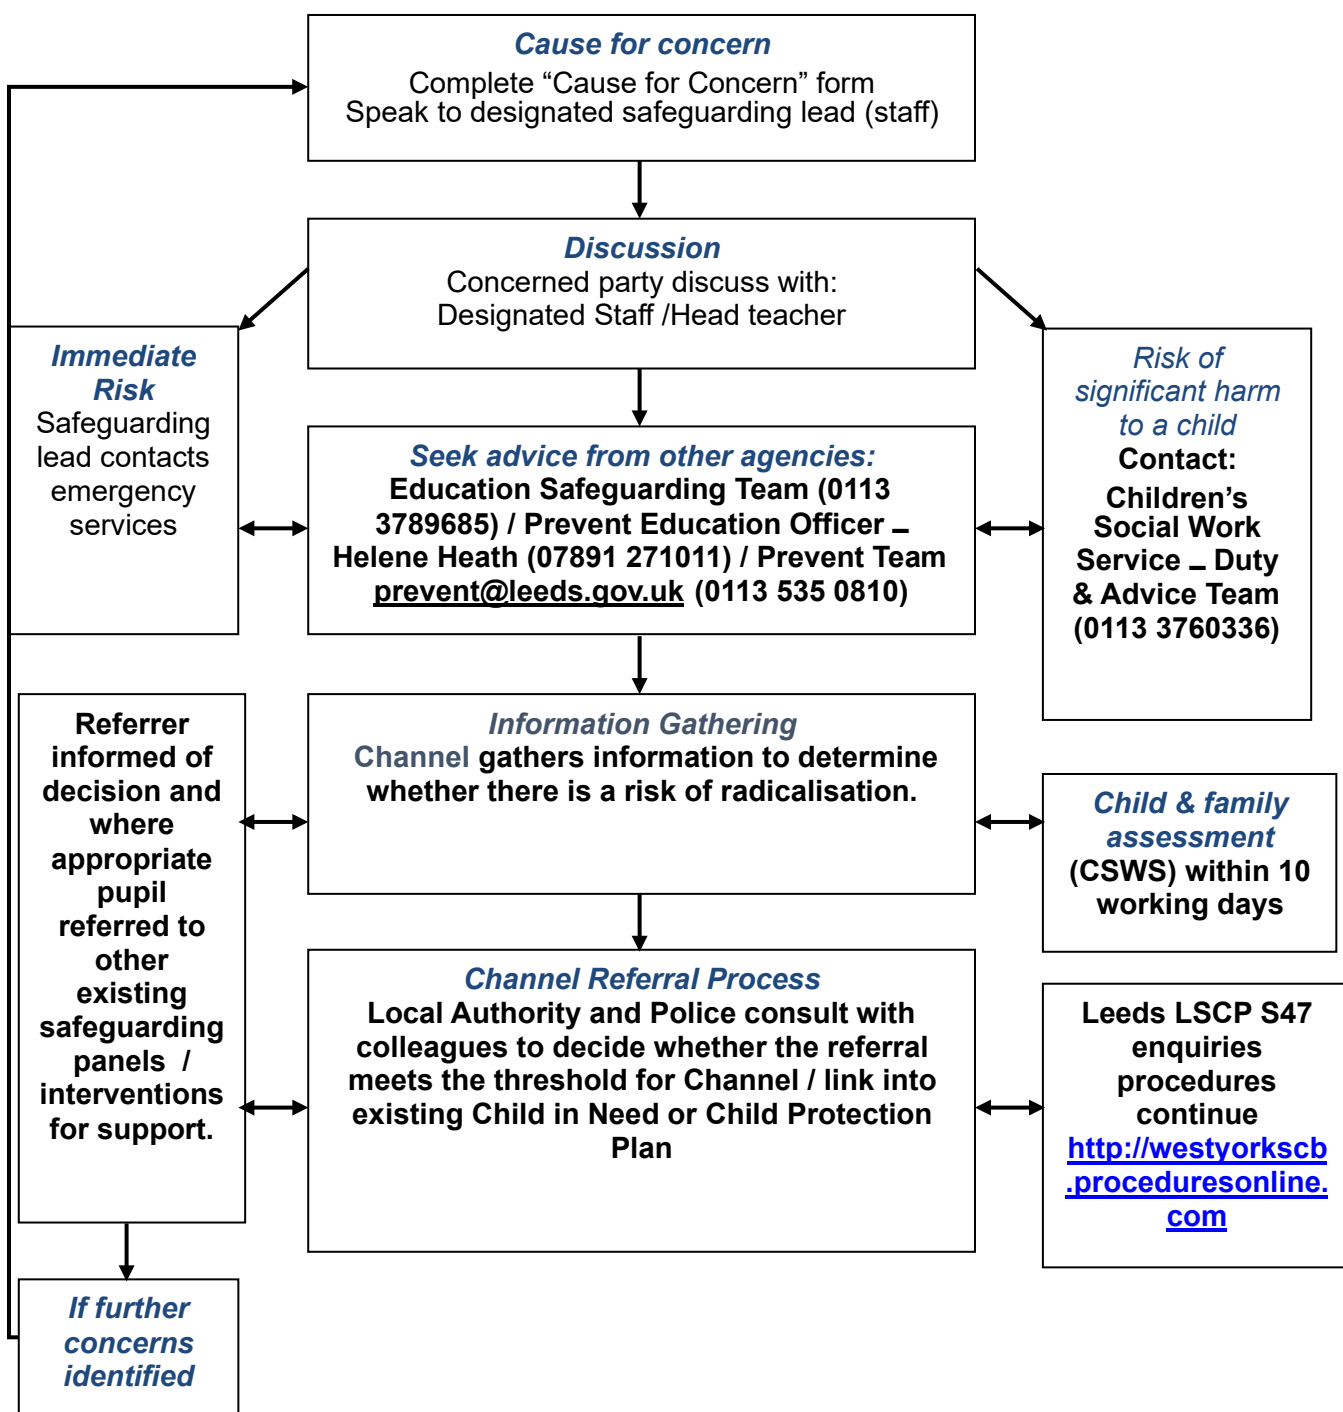 Cause for concern
Complete “Cause for Concern” form
Speak to designated safeguarding lead (staff)
Discussion
Concerned party discuss with:
Designated Staff /Head teacher
Immediate
Risk
Safeguarding
lead contacts
emergency
services
Seek advice from other agencies:
Education Safeguarding Team (0113
3789685) / Prevent Education Officer –
Helene Heath (07891 271011) / Prevent Team
prevent@leeds.gov.uk (0113 535 0810)
Risk of
significant harm
to a child
Contact:
Children’s
Social Work
Service – Duty
& Advice Team
(0113 3760336)
Referrer
informed of
decision and
where
appropriate
pupil
referred to
other
existing
safeguarding
panels /
interventions
for support.
Information Gathering
Channel gathers information to determine
whether there is a risk of radicalisation.
Child & family
assessment
(CSWS) within 10
working days
Channel Referral Process
Local Authority and Police consult with
colleagues to decide whether the referral
meets the threshold for Channel / link into
existing Child in Need or Child Protection
Plan
Leeds LSCP S47
enquiries
procedures
continue
http://westyorkscb
.proceduresonline.
com
If further
concerns
identified